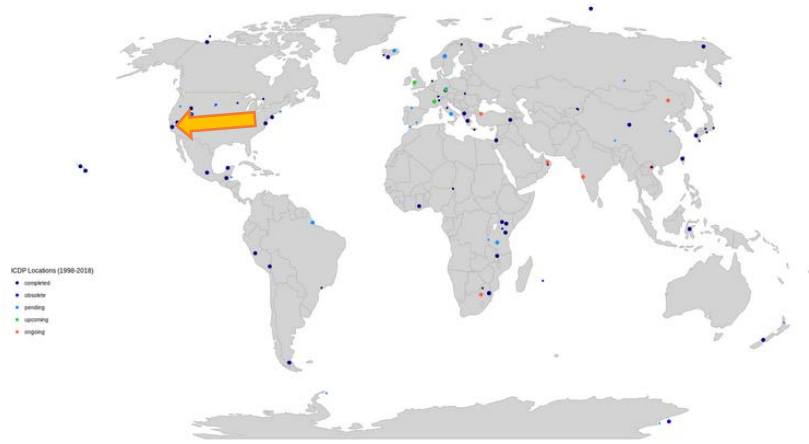 ICDP Locations (1998-2018)
completed
obsolete
pending
upcoming
ongoing